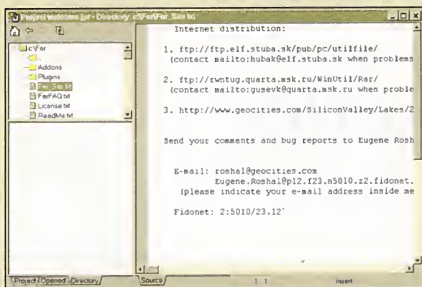 Project welcome.for - Directory: c:\Far\Far_Site.txt
c:\Far
..
Addons
Plugins
Far_Site.txt
FarFAQ.txt
License.txt
ReadMe.txt
Project
Opened
Directory
Internet distribution:
1. ftp://ftp.elf.stuba.sk/pub/pc/utilfile/
(contact mailto:hubak@elf.stuba.sk when problems
2. ftp://rwntug.quarta.msk.ru/WinUtil/Rar/
(contact mailto:gusevk@quarta.msk.ru when proble
3. http://www.geocities.com/SiliconValley/Lakes/2
Send your comments and bug reports to Eugene Rosh
E-mail: roshal@geocities.com
Eugene.Roshal@p12.f23.n5010.z2.fidonet.
(please indicate your e-mail address inside me
Fidonet: 2:5010/23.12`
Source
1: 1
Insert